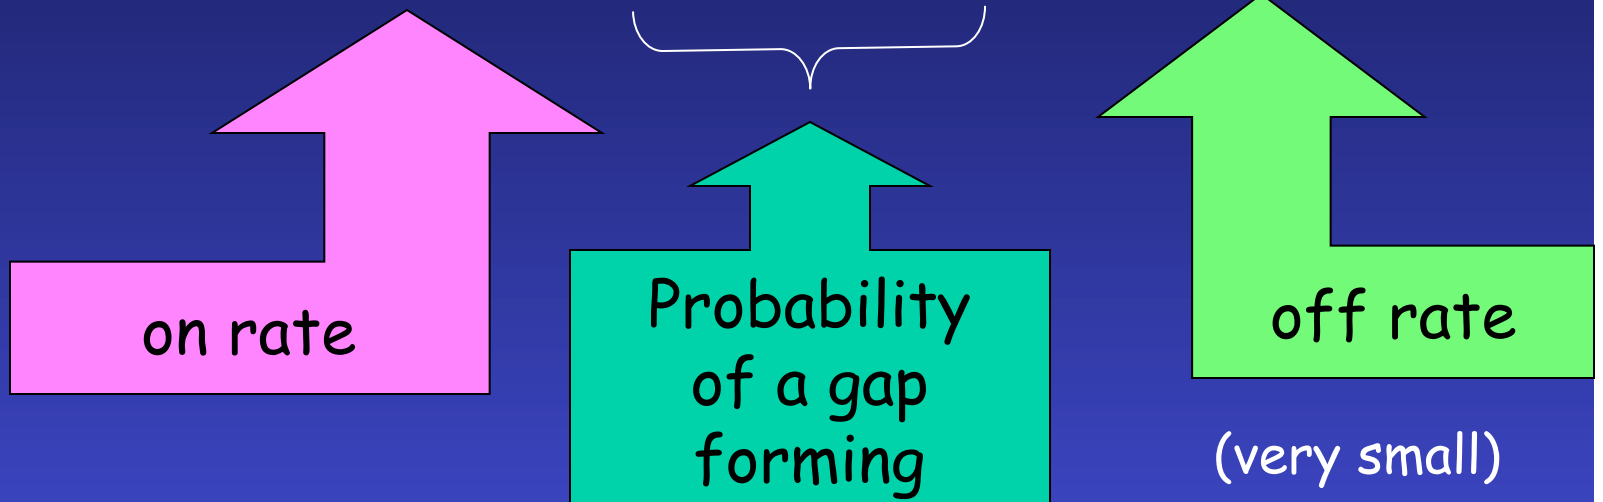 on rate
Probability
of a gap
forming
off rate
(very small)